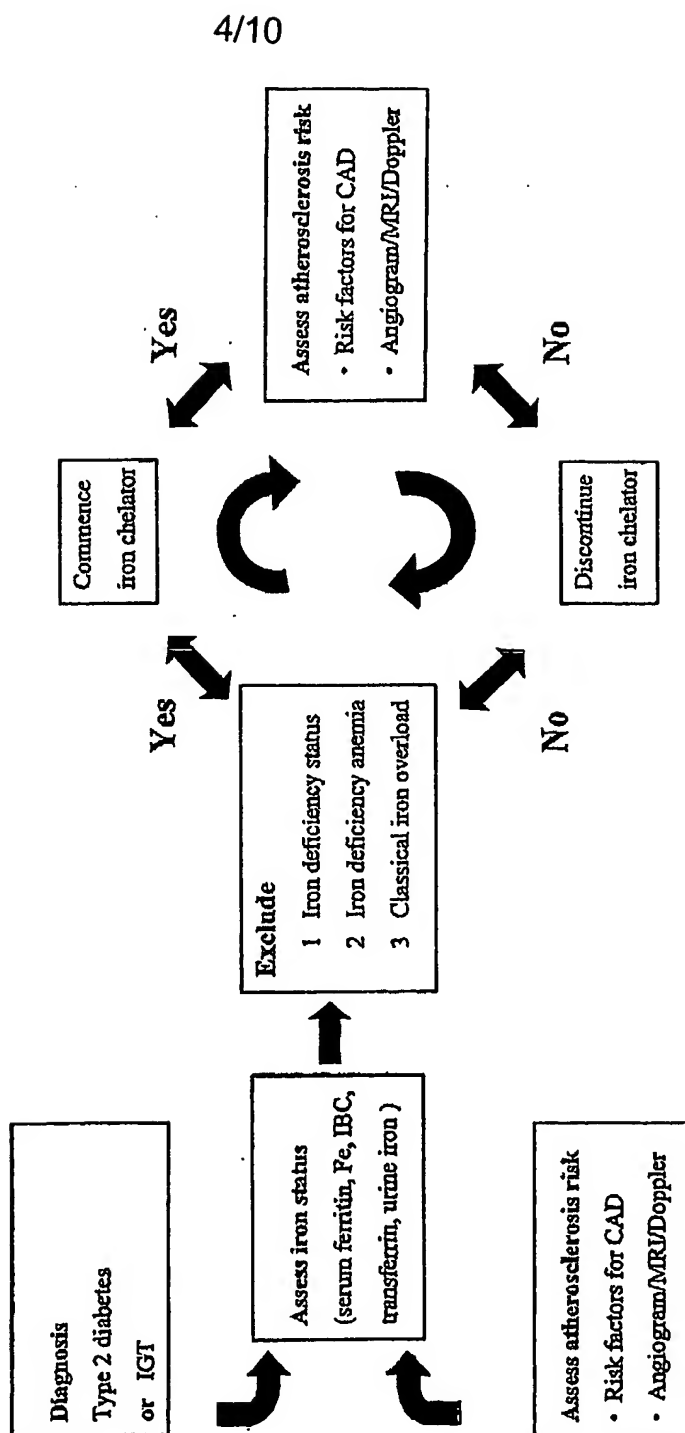 4/10
Diagnosis
Type 2 diabetes
or IGT
Assess atherosclerosis risk
• Risk factors for CAD
• Angiogram/MRI/Doppler
Assess iron status
(serum ferritin, Fe, IBC,
transferrin, urine iron )
Exclude
1 Iron deficiency status
2 Iron deficiency anemia
3 Classical iron overload
Yes
No
Commence
iron chelator
Discontinue
iron chelator
Yes
No
Assess atherosclerosis risk
• Risk factors for CAD
• Angiogram/MRI/Doppler